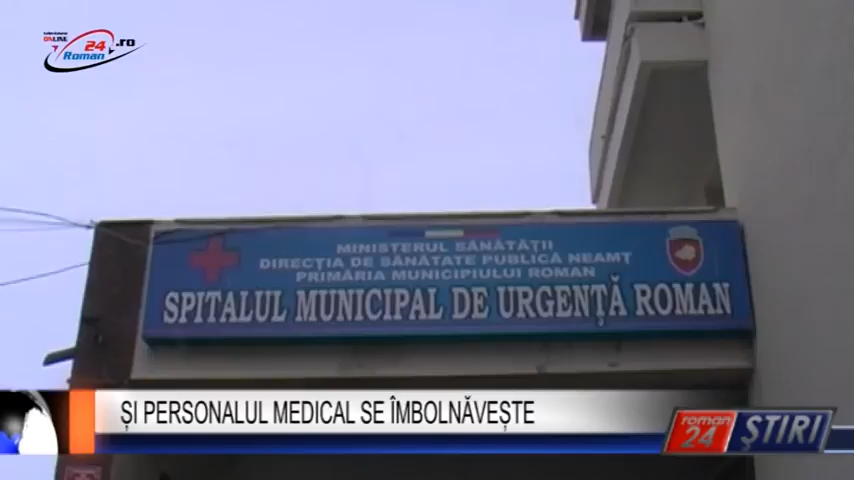 ONLINE
24.ro
Roman
MINISTERUL SĂNĂTĂȚII
DIRECȚIA DE SĂNĂTATE PUBLICĂ NEAMȚ
PRIMĂRIA MUNICIPIULUI ROMAN
SPITALUL MUNICIPAL DE URGENȚĂ ROMAN
ȘI PERSONALUL MEDICAL SE ÎMBOLNĂVEȘTE
roman
24
ȘTIRI